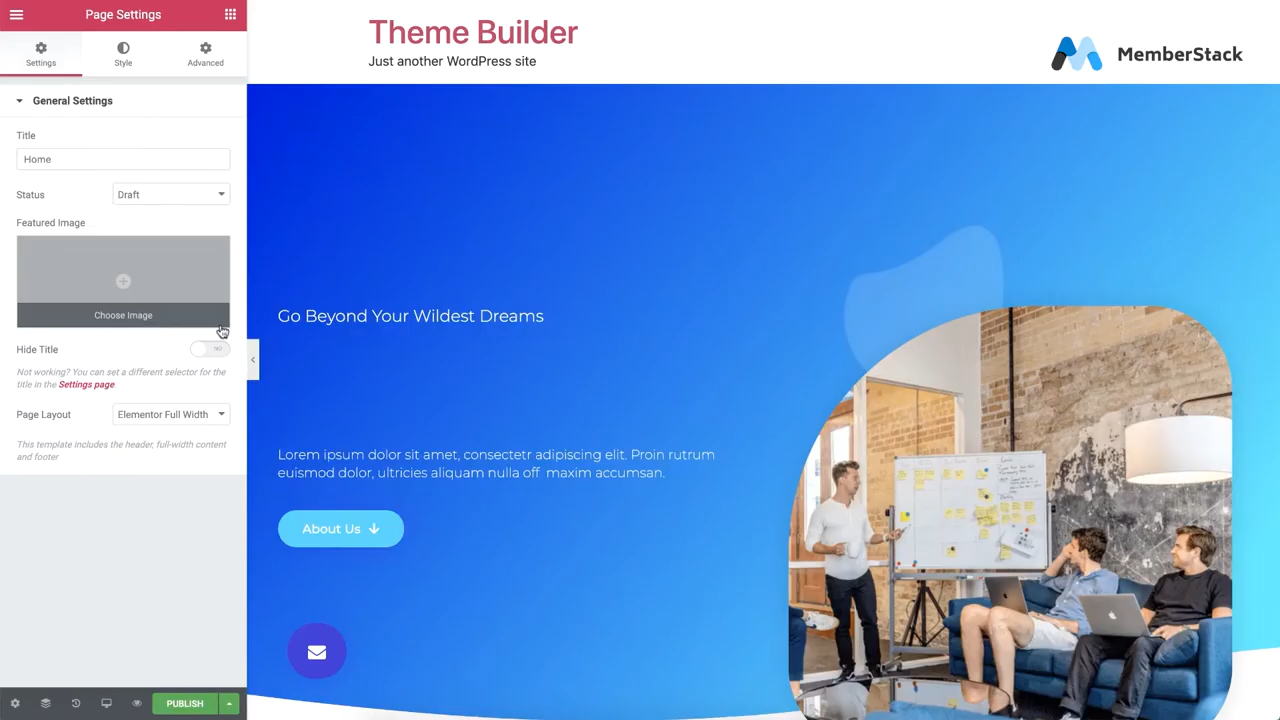 Page Settings
Settings
Style
Advanced
General Settings
Title
Home
Status
Draft
Featured Image
Choose Image
Hide Title
NO
Not working? You can set a different selector for the
title in the Settings page
Page Layout
Elementor Full Width
This template includes the header, full-width content
and footer
PUBLISH
Theme Builder
Just another WordPress site
MemberStack
Go Beyond Your Wildest Dreams
Lorem ipsum dolor sit amet, consectetr adipiscing elit. Proin rutrum
euismod dolor, ultricies aliquam nulla off maxim accumsan.
About Us